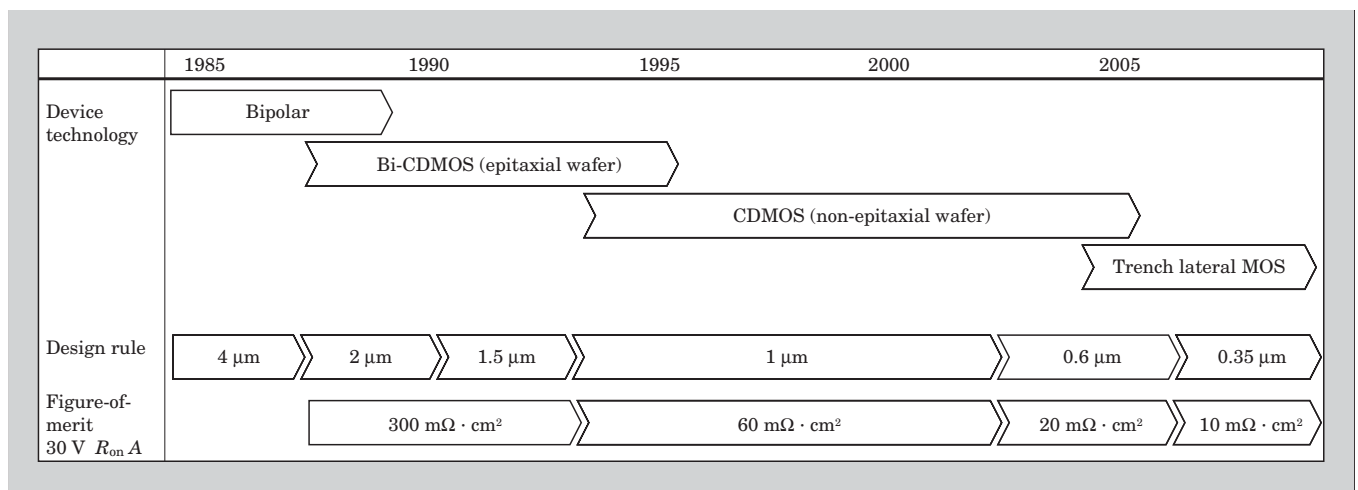 1985 1990 1995 2000 2005
Device
technology
Bipolar
Bi-CDMOS (epitaxial wafer)
CDMOS (non-epitaxial wafer)
Trench lateral MOS
Design rule
4 μm 2 μm 1.5 μm 1 μm 0.6 μm 0.35 μm
Figure-of-
merit
30 V Ron A
300 mΩ · cm² 60 mΩ · cm² 20 mΩ · cm² 10 mΩ · cm²